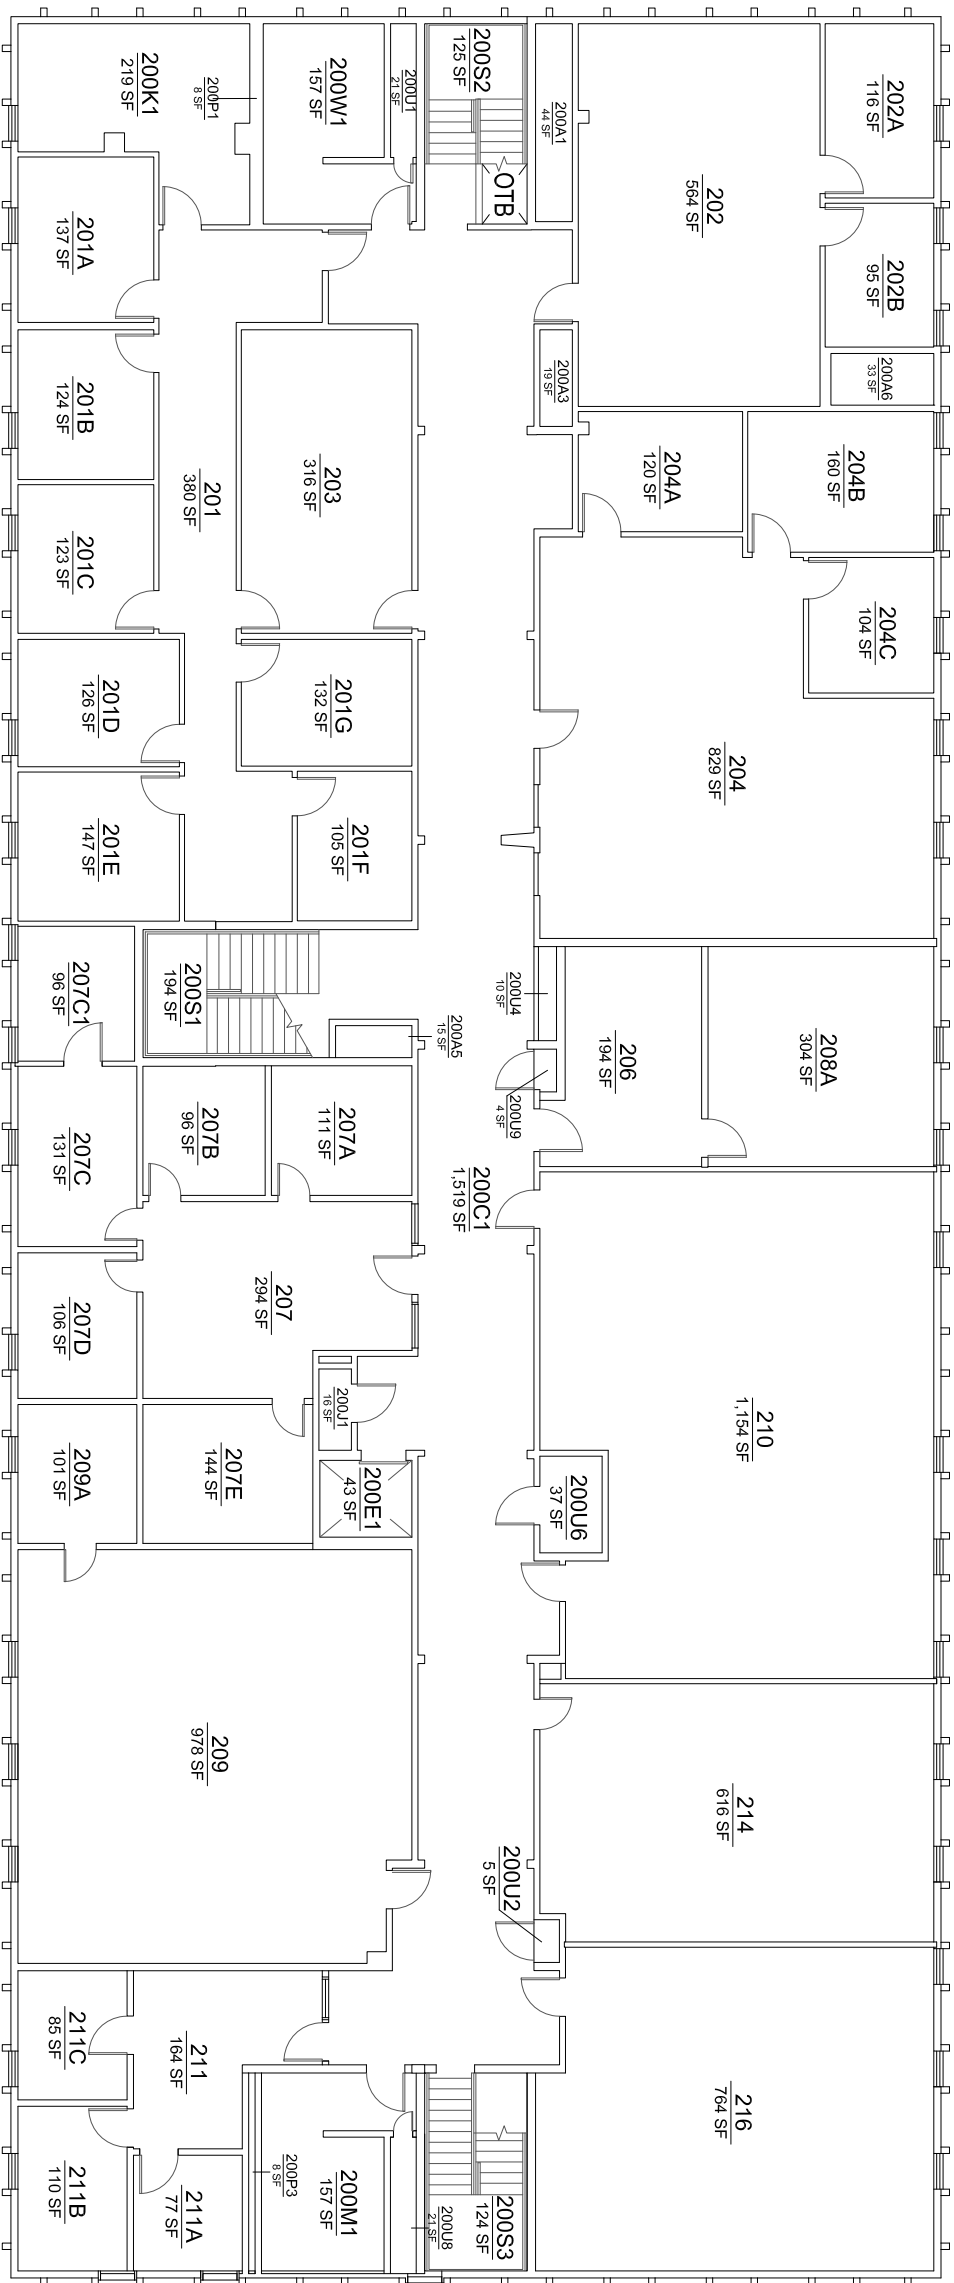 202A
116 SF
202B
95 SF
200A6
33 SF
204B
160 SF
204C
104 SF
208A
304 SF
202
564 SF
204A
120 SF
204
829 SF
206
194 SF
210
1,154 SF
214
616 SF
216
764 SF
200A1
44 SF
200A3
19 SF
200U6
37 SF
200S2
125 SF
OTB
200U4
10 SF
200U9
4 SF
200C1
1,519 SF
200U2
5 SF
200S3
124 SF
200U1
21 SF
200A5
15 SF
200U8
21 SF
200W1
157 SF
203
316 SF
201G
132 SF
201F
105 SF
207A
111 SF
200J1
16 SF
200E1
43 SF
200M1
157 SF
200P1
8 SF
200P3
8 SF
200K1
219 SF
201
380 SF
200S1
194 SF
207B
96 SF
207
294 SF
207E
144 SF
209
978 SF
211
164 SF
211A
77 SF
201A
137 SF
201B
124 SF
201C
123 SF
201D
126 SF
201E
147 SF
207C1
96 SF
207C
131 SF
207D
106 SF
209A
101 SF
211C
85 SF
211B
110 SF